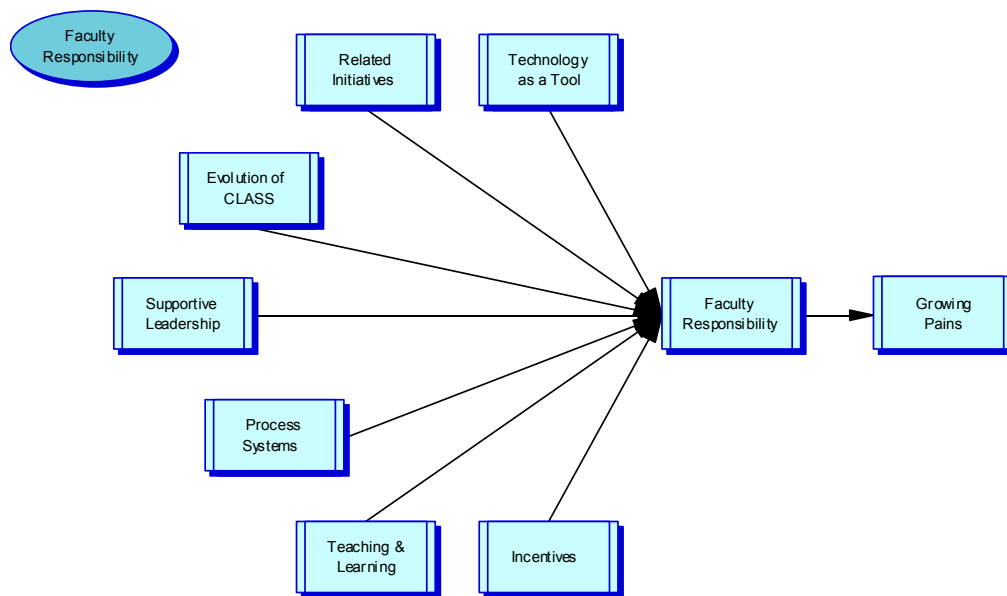 Faculty
Responsibility
Related
Initiatives
Technology
as a Tool
Evolution of
CLASS
Supportive
Leadership
Faculty
Responsibility
Growing
Pains
Process
Systems
Teaching &
Learning
Incentives